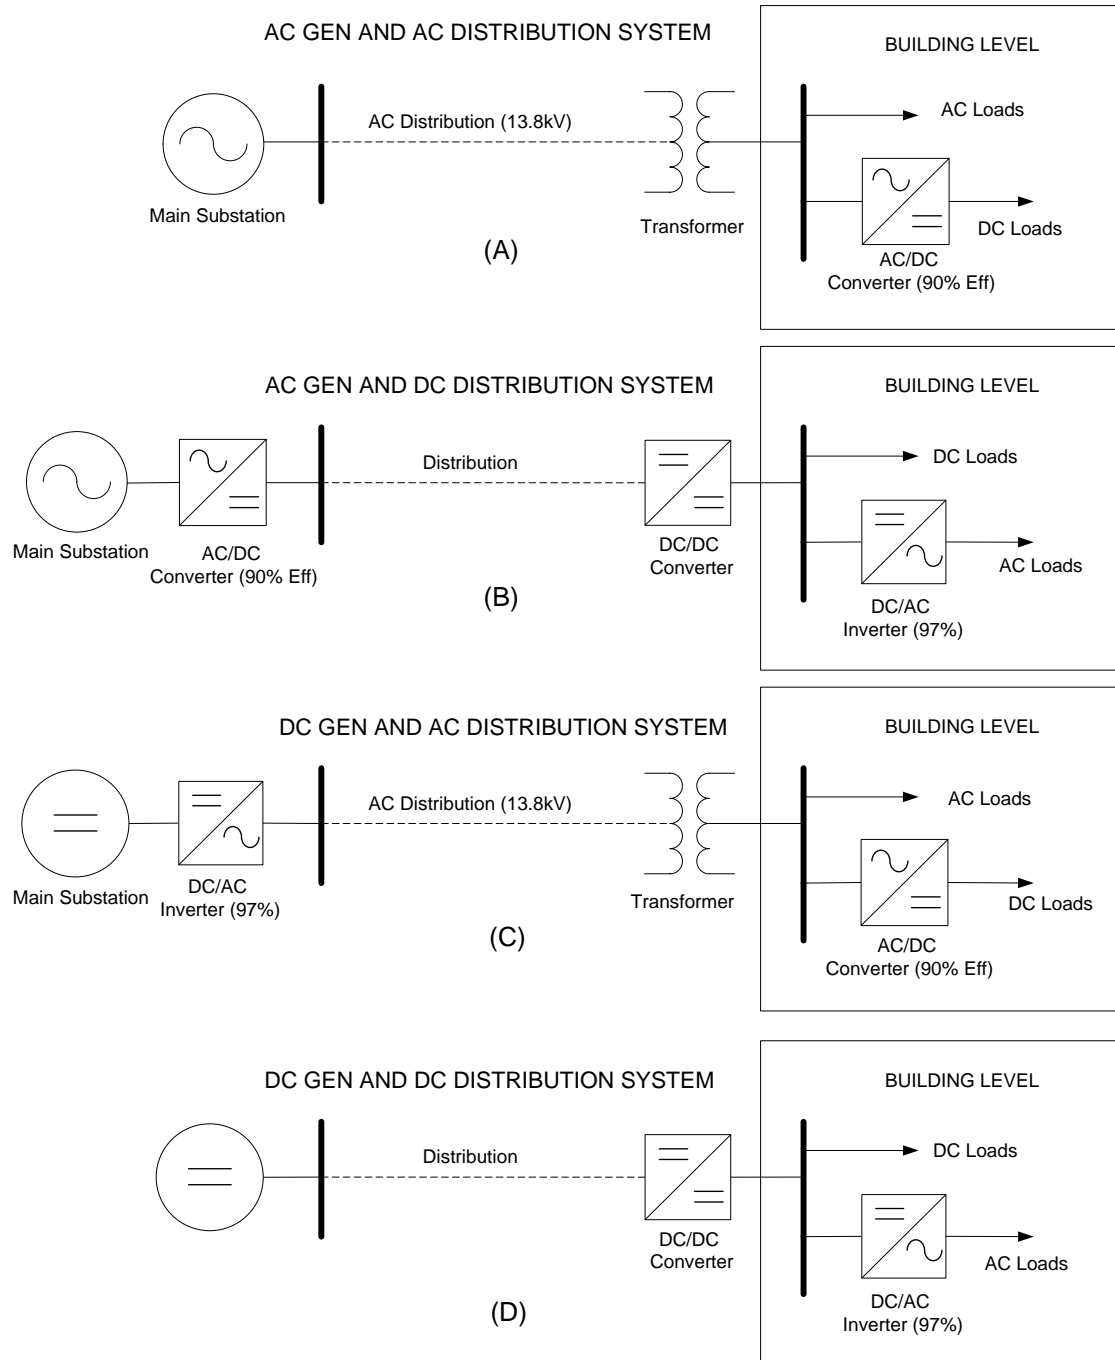 AC GEN AND AC DISTRIBUTION SYSTEM
BUILDING LEVEL
AC Distribution (13.8kV)
AC Loads
Main Substation
Transformer
DC Loads
AC/DC
Converter (90% Eff)
(A)
AC GEN AND DC DISTRIBUTION SYSTEM
BUILDING LEVEL
Distribution
DC Loads
Main Substation
AC/DC
Converter (90% Eff)
DC/DC
Converter
AC Loads
DC/AC
Inverter (97%)
(B)
DC GEN AND AC DISTRIBUTION SYSTEM
BUILDING LEVEL
AC Distribution (13.8kV)
AC Loads
Main Substation
DC/AC
Inverter (97%)
Transformer
DC Loads
AC/DC
Converter (90% Eff)
(C)
DC GEN AND DC DISTRIBUTION SYSTEM
BUILDING LEVEL
Distribution
DC Loads
DC/DC
Converter
AC Loads
DC/AC
Inverter (97%)
(D)